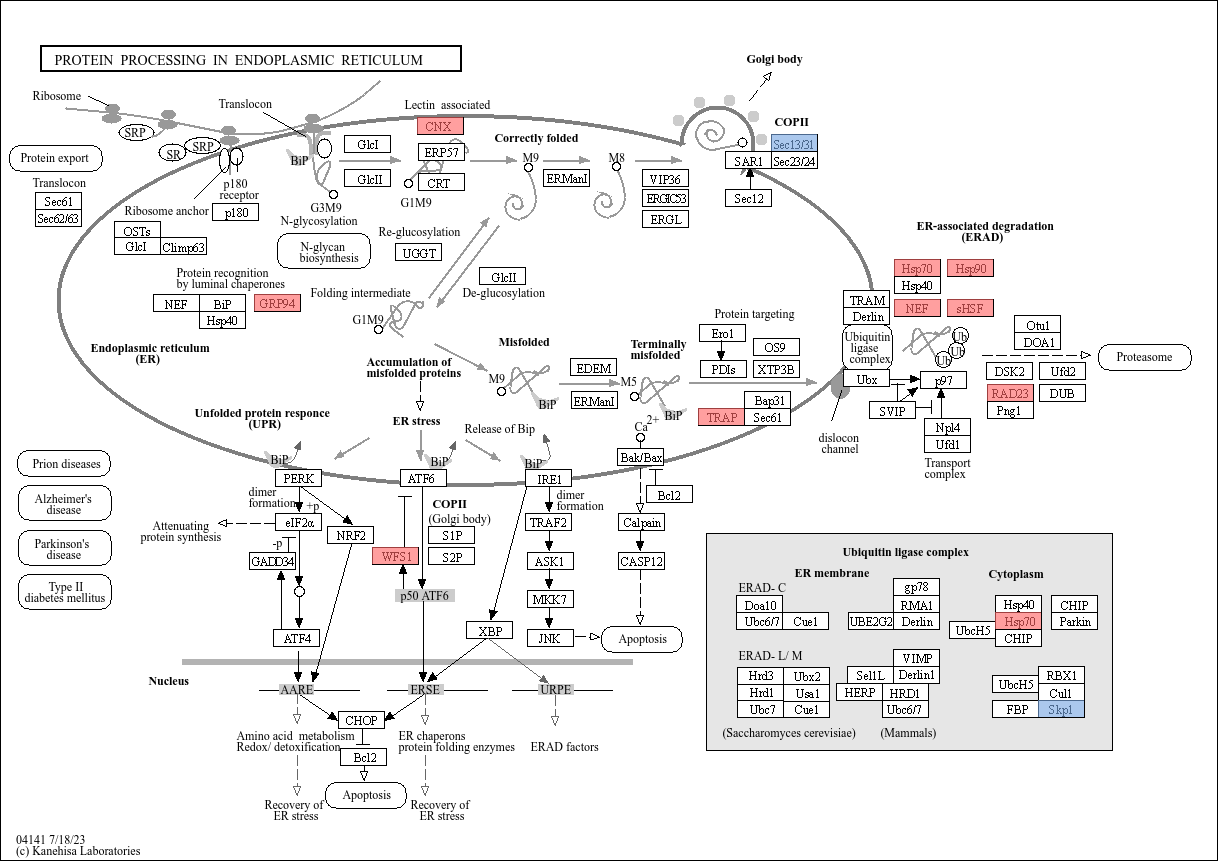 PROTEIN PROCESSING IN ENDOPLASMIC RETICULUM
Golgi body
Ribosome
Translocon
Lectin associated
CNX
COPII
SRP
SR
SRP
GlcI
ERP57
Correctly folded
Sec13/31
Protein export
BiP
M9
M8
SAR1
Sec23/24
Translocon
p180
receptor
GlcII
CRT
ERManI
VIP36
Sec61
G3M9
G1M9
ERGIC53
Sec12
Sec62/63
Ribosome anchor
p180
N-glycosylation
ERGL
OSTs
GlcI
Climp63
N-glycan
biosynthesis
Re-glucosylation
UGGT
ER-associated degradation
(ERAD)
Protein recognition
by luminal chaperones
GlcII
De-glucosylation
Hsp70
Hsp90
Hsp40
NEF
BiP
GRP94
Hsp40
Folding intermediate
G1M9
TRAM
Derlin
NEF
sHSF
Protein targeting
Endoplasmic reticulum
(ER)
Accumulation of
misfolded proteins
Misfolded
Terminally
misfolded
Ero1
OS9
PDIs
XTP3B
Ubiquitin
ligase
complex
Ub
Ub
Ub
Otu1
DOA1
Proteasome
M9
EDEM
M5
ERManI
Ubx
p97
DSK2
Ufd2
RAD23
DUB
Png1
BiP
BiP
TRAP
Bap31
Sec61
SVIP
Unfolded protein responce
(UPR)
ER stress
Release of Bip
Ca2+
dislocon
channel
Npl4
Ufd1
Transport
complex
Prion diseases
BiP
BiP
BiP
Bak/Bax
PERK
ATF6
IRE1
Alzheimer's
disease
dimer
formation
+p
COPII
(Golgi body)
dimer
formation
Bcl2
Attenuating
protein synthesis
eIF2α
NRF2
S1P
TRAF2
Calpain
Parkinson's
disease
-p
GADD34
WFS1
S2P
ASK1
CASP12
Type II
diabetes mellitus
p50 ATF6
MKK7
ATF4
XBP
JNK
Apoptosis
Nucleus
AARE
ERSE
URPE
CHOP
Amino acid metabolism
Redox/ detoxification
ER chaperons
protein folding enzymes
ERAD factors
Bcl2
Apoptosis
Recovery of
ER stress
Recovery of
ER stress
Ubiquitin ligase complex
ER membrane
Cytoplasm
ERAD- C
gp78
Doa10
RMA1
Hsp40
CHIP
Ubc6/7
Cue1
UBE2G2
Derlin
UbcH5
Hsp70
Parkin
CHIP
ERAD- L/ M
VIMP
Hrd3
Ubx2
Sel1L
Derlin1
RBX1
Hrd1
Usa1
HERP
HRD1
UbcH5
Cul1
Ubc7
Cue1
Ubc6/7
FBP
Skp1
(Saccharomyces cerevisiae)
(Mammals)
04141 7/18/23
(c) Kanehisa Laboratories